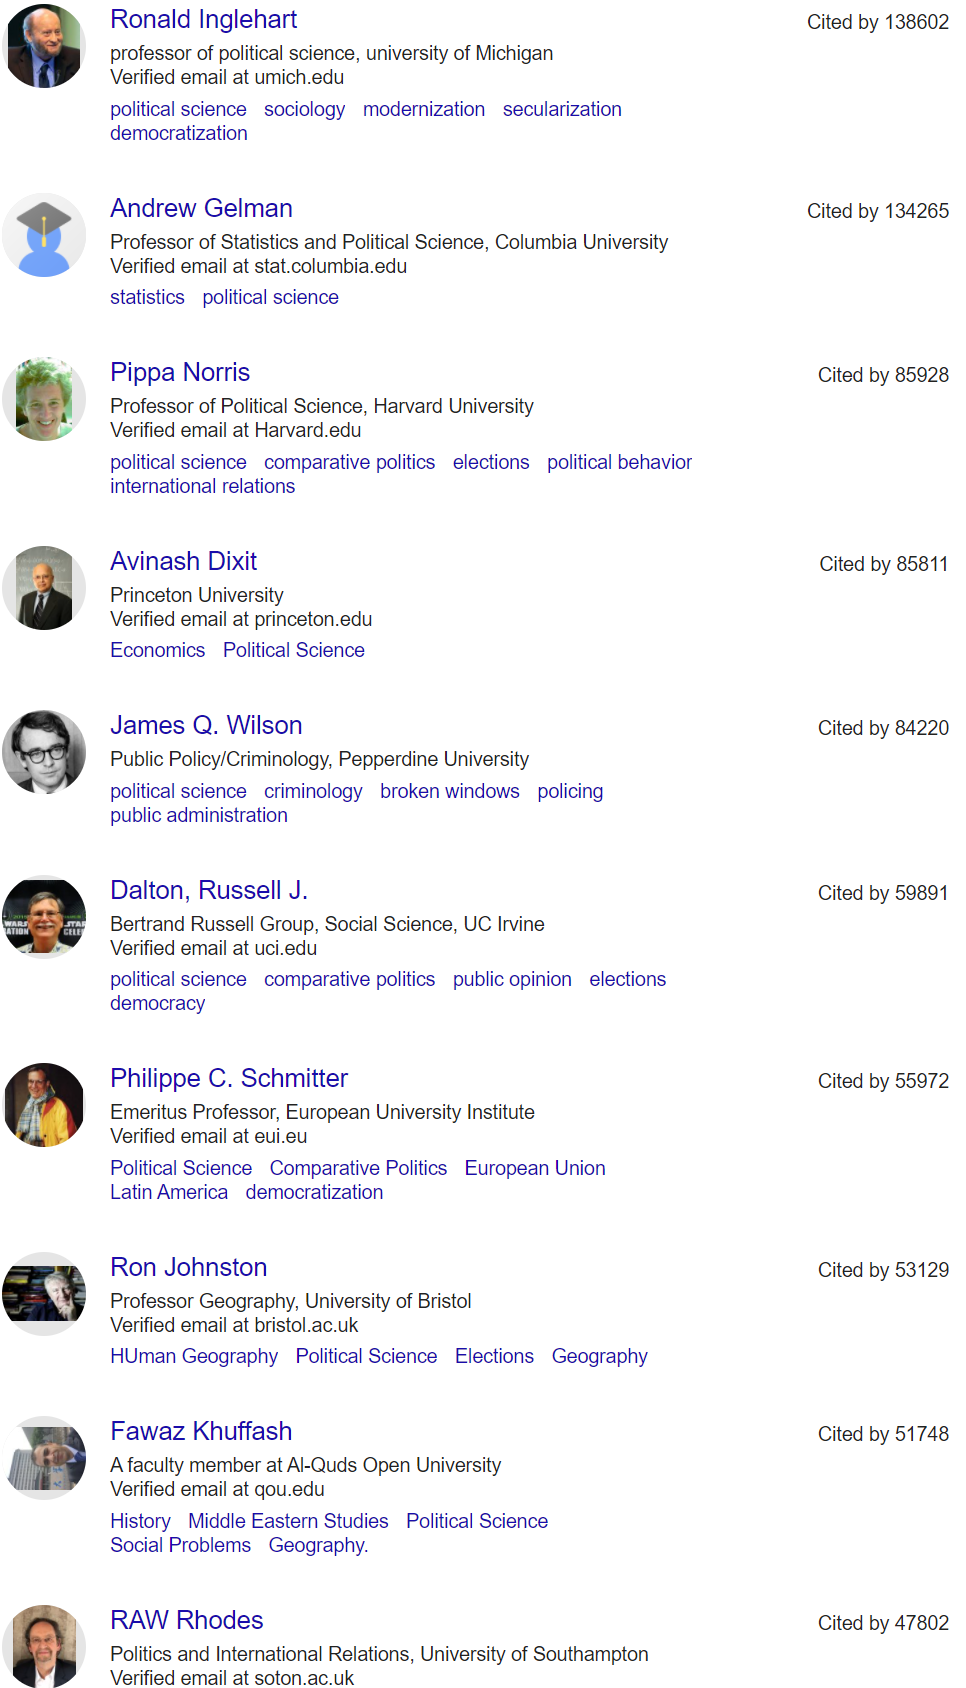 Ronald Inglehart
Cited by 138602
professor of political science, university of Michigan
Verified email at umich.edu
political science sociology modernization secularization
democratization
Andrew Gelman
Cited by 134265
Professor of Statistics and Political Science, Columbia University
Verified email at stat.columbia.edu
statistics political science
Pippa Norris
Cited by 85928
Professor of Political Science, Harvard University
Verified email at Harvard.edu
political science comparative politics elections political behavior
international relations
Avinash Dixit
Cited by 85811
Princeton University
Verified email at princeton.edu
Economics Political Science
James Q. Wilson
Cited by 84220
Public Policy/Criminology, Pepperdine University
political science criminology broken windows policing
public administration
Dalton, Russell J.
Cited by 59891
Bertrand Russell Group, Social Science, UC Irvine
Verified email at uci.edu
political science comparative politics public opinion elections
democracy
Philippe C. Schmitter
Cited by 55972
Emeritus Professor, European University Institute
Verified email at eui.eu
Political Science Comparative Politics European Union
Latin America democratization
Ron Johnston
Cited by 53129
Professor Geography, University of Bristol
Verified email at bristol.ac.uk
HUman Geography Political Science Elections Geography
Fawaz Khuffash
Cited by 51748
A faculty member at Al-Quds Open University
Verified email at qou.edu
History Middle Eastern Studies Political Science
Social Problems Geography.
RAW Rhodes
Cited by 47802
Politics and International Relations, University of Southampton
Verified email at soton.ac.uk